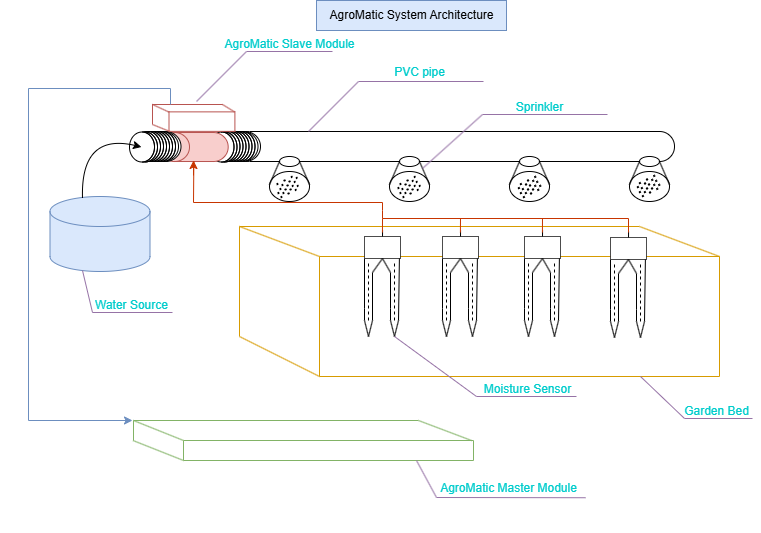 AgroMatic System Architecture
AgroMatic Slave Module
PVC pipe
Sprinkler
Water Source
Moisture Sensor
Garden Bed
AgroMatic Master Module